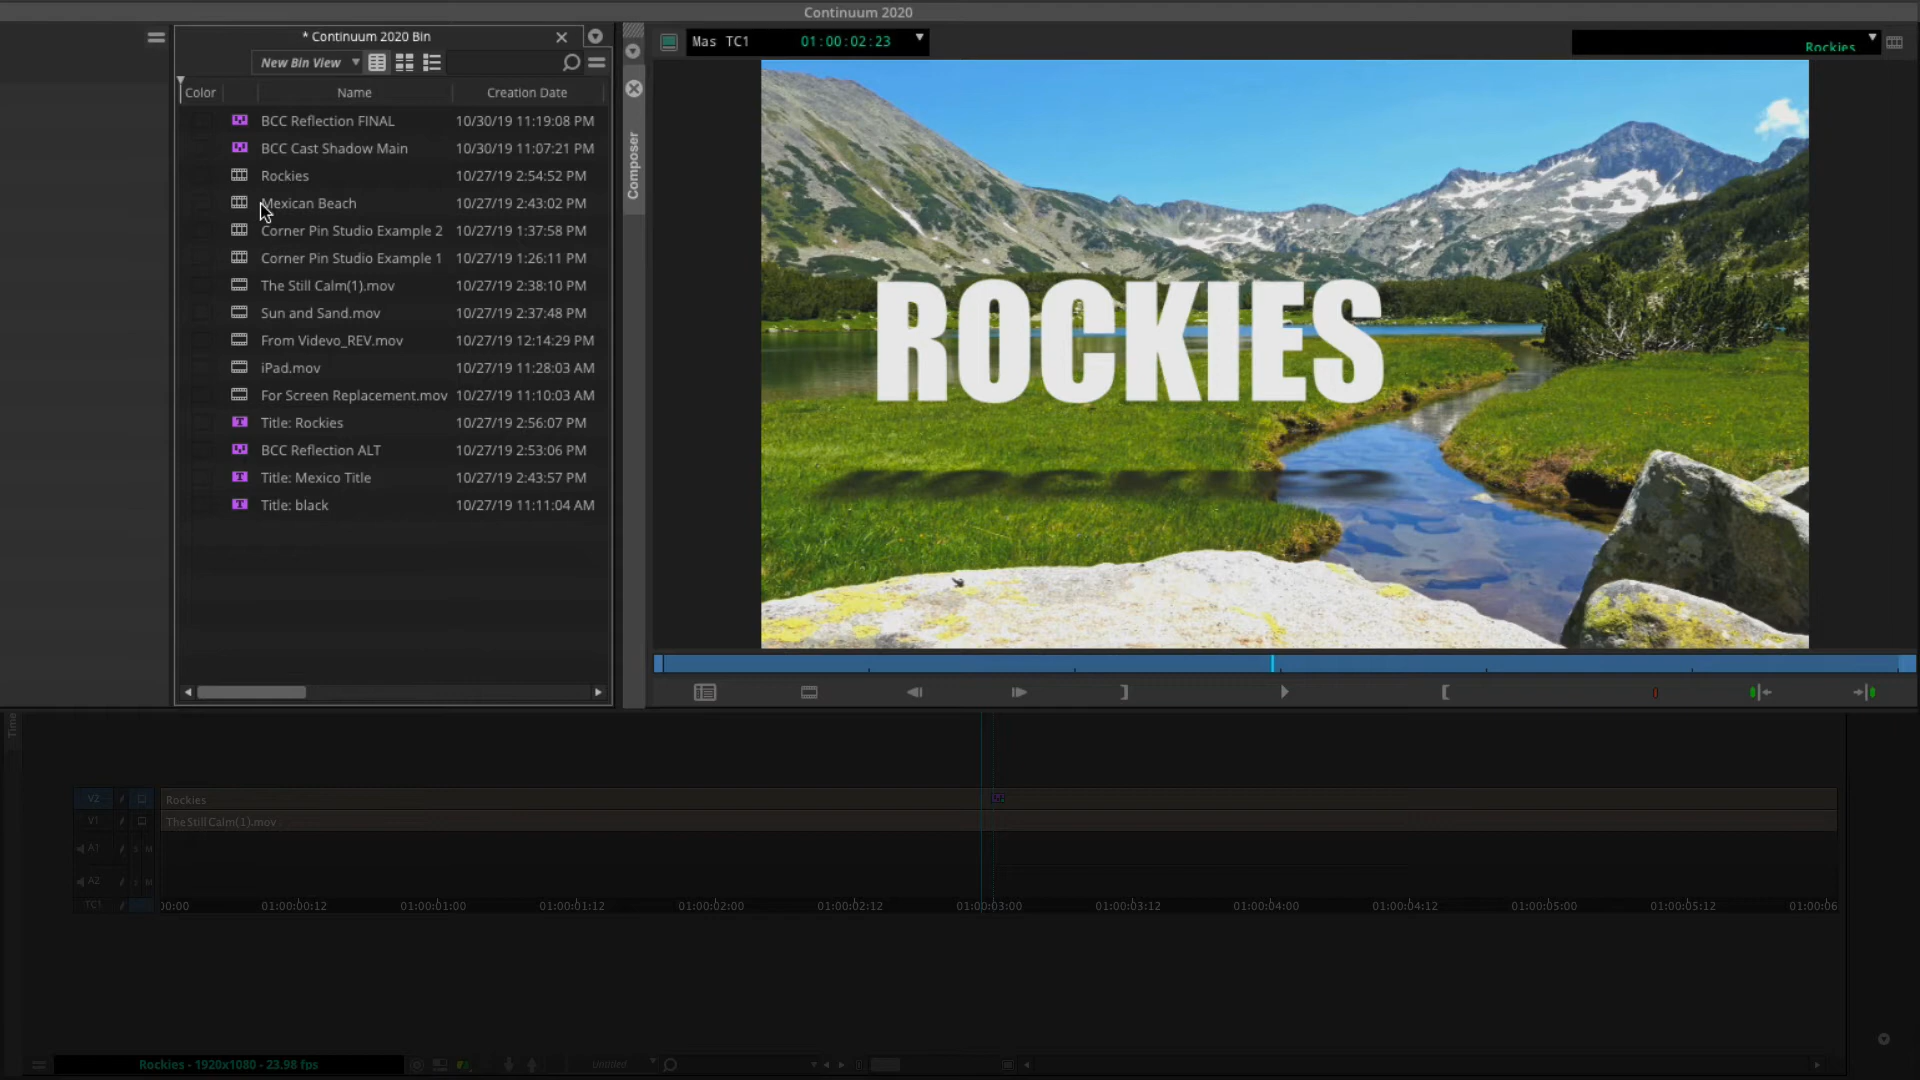 Continuum 2020
* Continuum 2020 Bin
New Bin View
Color Name Creation Date
BCC Reflection FINAL 10/30/19 11:19:08 PM
BCC Cast Shadow Main 10/30/19 11:07:21 PM
Rockies 10/27/19 2:54:52 PM
Mexican Beach 10/27/19 2:43:02 PM
Corner Pin Studio Example 2 10/27/19 1:37:58 PM
Corner Pin Studio Example 1 10/27/19 1:26:11 PM
The Still Calm(1).mov 10/27/19 2:38:10 PM
Sun and Sand.mov 10/27/19 2:37:48 PM
From Videvo_REV.mov 10/27/19 12:14:29 PM
iPad.mov 10/27/19 11:28:03 AM
For Screen Replacement.mov 10/27/19 11:10:03 AM
Title: Rockies 10/27/19 2:56:07 PM
BCC Reflection ALT 10/27/19 2:53:06 PM
Title: Mexico Title 10/27/19 2:43:57 PM
Title: black 10/27/19 11:11:04 AM
Composer
Mas TC1 01:00:02:23
Rockies
ROCKIES
Time
V2 Rockies
V1 The Still Calm(1).mov
A1 S M
A2 S M
TC1 00:00 01:00:00:12 01:00:01:00 01:00:01:12 01:00:02:00 01:00:02:12 01:00:03:00 01:00:03:12 01:00:04:00 01:00:04:12 01:00:05:00 01:00:05:12 01:00:06
Rockies - 1920x1080 - 23.98 fps
Untitled